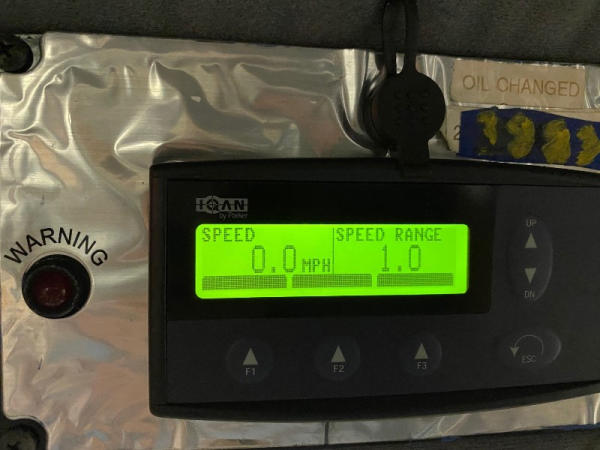 OIL CHANGED
2
IQAN
by Parker
WARNING
SPEED
SPEED RANGE
0.0 MPH
1.0
UP
DN
F1
F2
F3
ESC